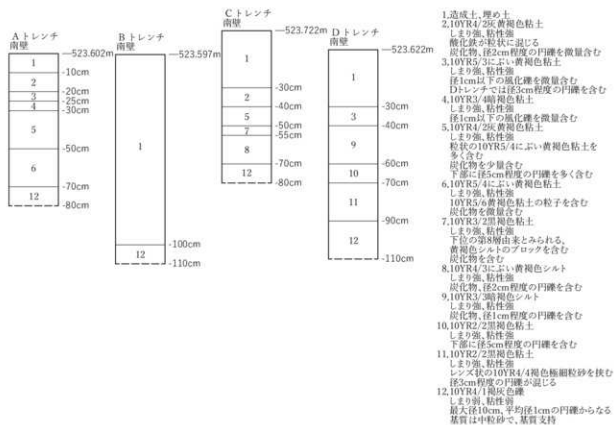 Aトレンチ
南壁
523.602m
1
-10cm
2
-20cm
3
-25cm
4
-30cm
5
-50cm
6
-70cm
12
-80cm
Bトレンチ
南壁
523.597m
1
-100cm
12
-110cm
Cトレンチ
南壁
523.722m
1
-30cm
2
-40cm
5
-50cm
7
-55cm
8
-70cm
12
-80cm
Dトレンチ
南壁
523.622m
1
-30cm
3
-40cm
9
-60cm
10
-70cm
11
-90cm
12
-110cm
1,造成土、埋め土
2,10YR4/2灰黄褐色粘土
しまり強、粘性強
酸化鉄が粒状に混じる
炭化物、径2cm程度の円礫を微量含む
3,10YR5/3にぶい黄褐色粘土
しまり強、粘性強
径1cm以下の風化礫を微量含む
Dトレンチでは径3cm程度の円礫を含む
4,10YR3/4暗褐色粘土
しまり強、粘性強
径1cm以下の風化礫を微量含む
5,10YR4/2灰黄褐色粘土
しまり強、粘性強
粒状の10YR5/4にぶい黄褐色粘土を
多く含む
炭化物を少量含む
下部に径5cm程度の円礫を多く含む
6,10YR5/4にぶい黄褐色粘土
しまり強、粘性強
10YR5/6黄褐色粘土の粒子を含む
炭化物を微量含む
7,10YR3/2黒褐色粘土
しまり強、粘性強
下位の第8層由来とみられる、
黄褐色シルトのブロックを含む
炭化物を含む
8,10YR4/3にぶい黄褐色シルト
しまり強、粘性強
炭化物、径2cm程度の円礫を含む
9,10YR3/3暗褐色シルト
しまり強、粘性強
炭化物、径1cm程度の円礫を含む
10,10YR2/2黒褐色粘土
しまり強、粘性強
下部に径5cm程度の円礫を含む
11,10YR2/2黒褐色粘土
しまり強、粘性強
レンズ状の10YR4/4褐色極細粒砂を挟む
径3cm程度の円礫が混じる
12,10YR4/1褐灰色礫
しまり弱、粘性弱
最大径10cm、平均径1cmの円礫からなる
基質は中粒砂で、基質支持